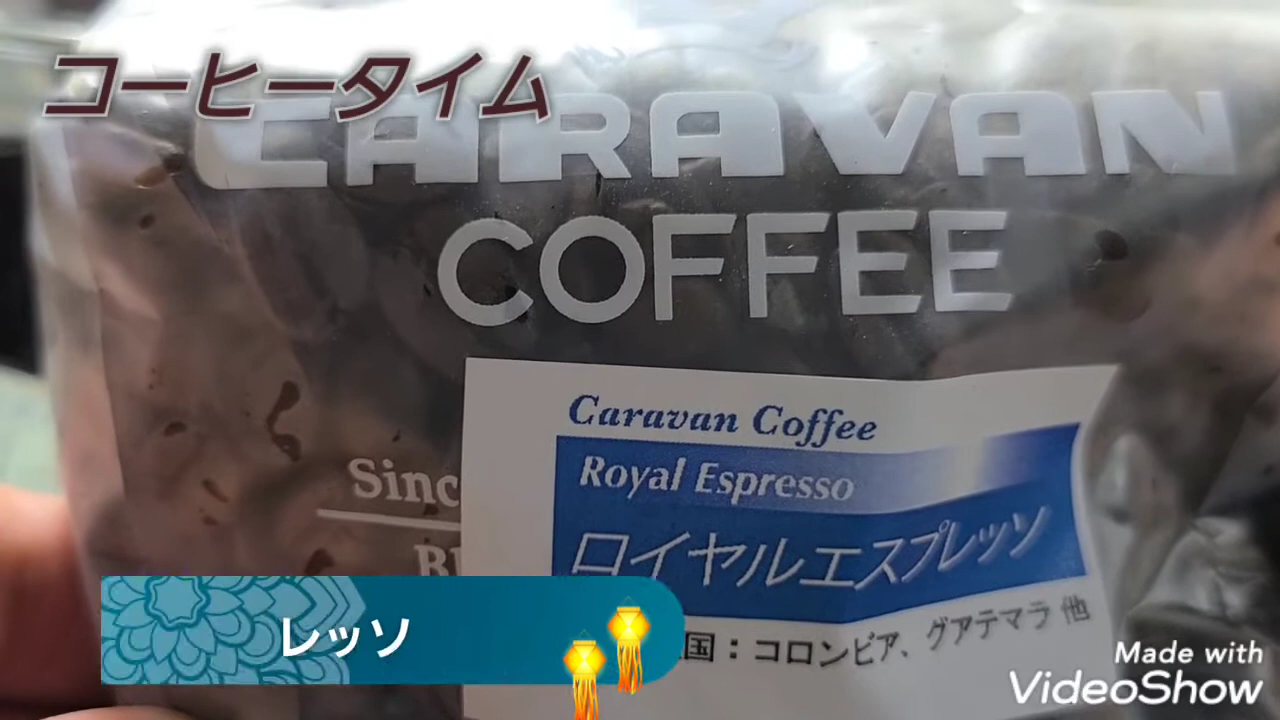 コーヒータイム
CARAVAN
COFFEE
Caravan Coffee
Royal Espresso
ロイヤルエスプレッソ
国：コロンビア、グアテマラ 他
レッソ
Made with
VideoShow